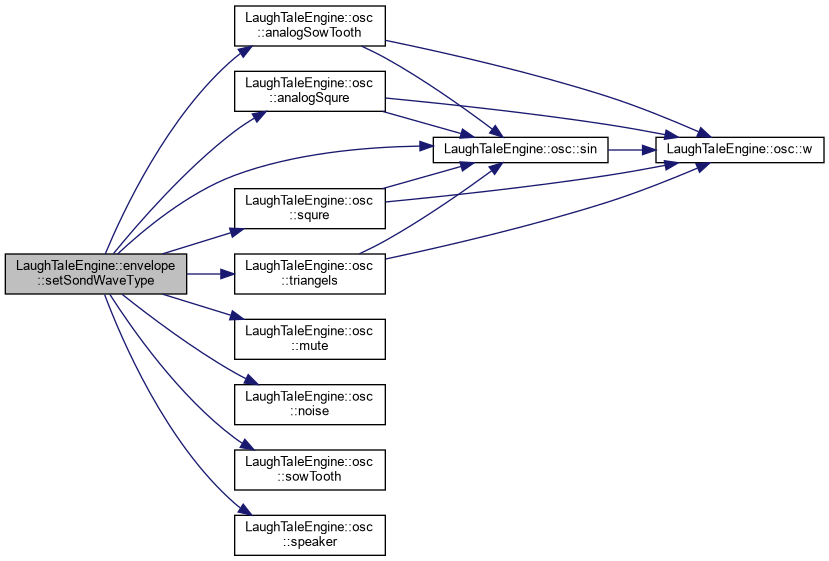 LaughTaleEngine::osc
::analogSowTooth
LaughTaleEngine::osc
::analogSqure
LaughTaleEngine::osc::sin
LaughTaleEngine::osc::w
LaughTaleEngine::osc
::squre
LaughTaleEngine::envelope
::setSondWaveType
LaughTaleEngine::osc
::triangels
LaughTaleEngine::osc
::mute
LaughTaleEngine::osc
::noise
LaughTaleEngine::osc
::sowTooth
LaughTaleEngine::osc
::speaker